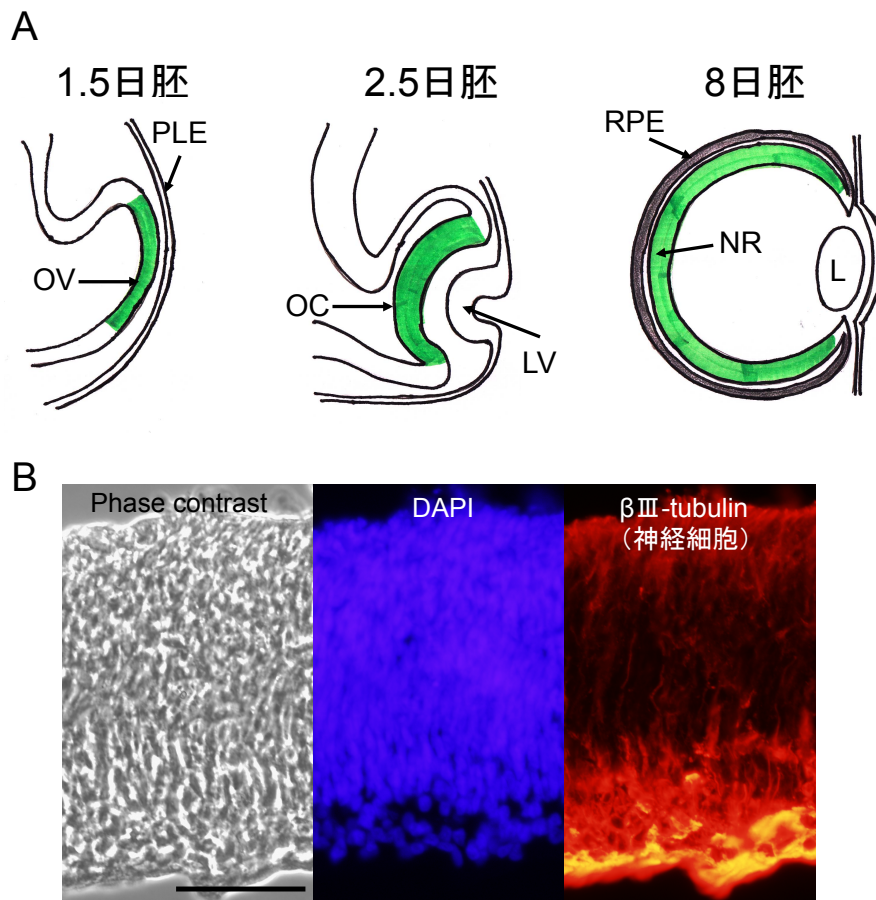 A
1.5日胚
2.5日胚
8日胚
PLE
RPE
OV
OC
LV
NR
L
B
Phase contrast
DAPI
βⅢ-tubulin
（神経細胞）